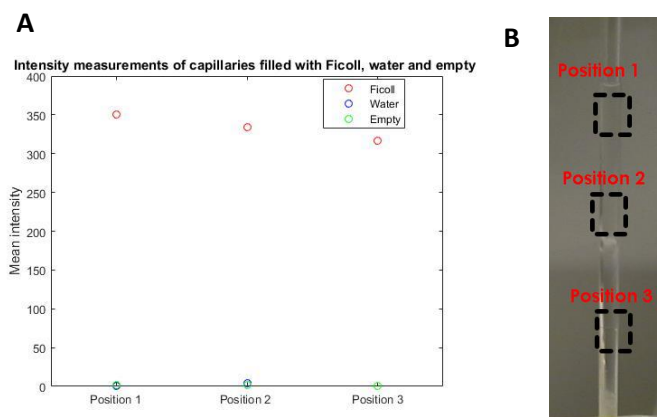 A
Intensity measurements of capillaries filled with Ficoll, water and empty
400
350
300
250
200
150
100
50
0
Mean intensity
Ficoll
Water
Empty
Position 1
Position 2
Position 3
B
Position 1
Position 2
Position 3